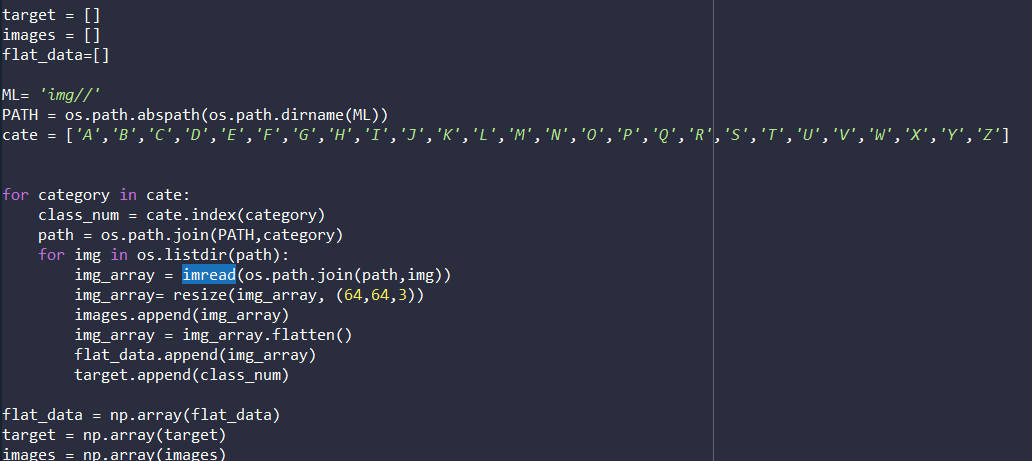 target = []
images = []
flat_data=[]
ML= 'img//'
PATH = os.path.abspath(os.path.dirname(ML))
cate = ['A','B','C','D','E','F','G','H','I','J','K','L','M','N','O','P','Q','R','S','T','U','V','W','X','Y','Z']
for category in cate:
    class_num = cate.index(category)
    path = os.path.join(PATH,category)
    for img in os.listdir(path):
        img_array = imread(os.path.join(path,img))
        img_array= resize(img_array, (64,64,3))
        images.append(img_array)
        img_array = img_array.flatten()
        flat_data.append(img_array)
        target.append(class_num)
flat_data = np.array(flat_data)
target = np.array(target)
images = np.array(images)